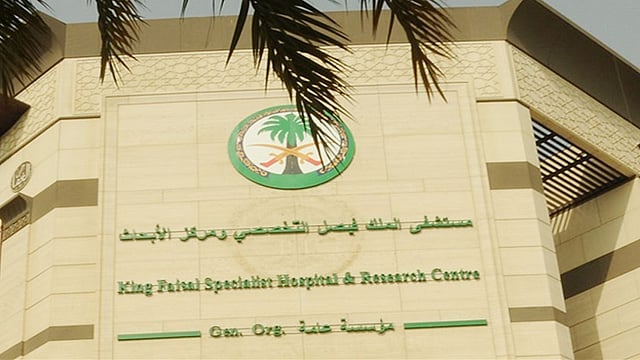 مستشفى الملك فيصل التخصصي ومركز الأبحاث
King Faisal Specialist Hospital & Research Centre
Gen. Org. مؤسسة عامة